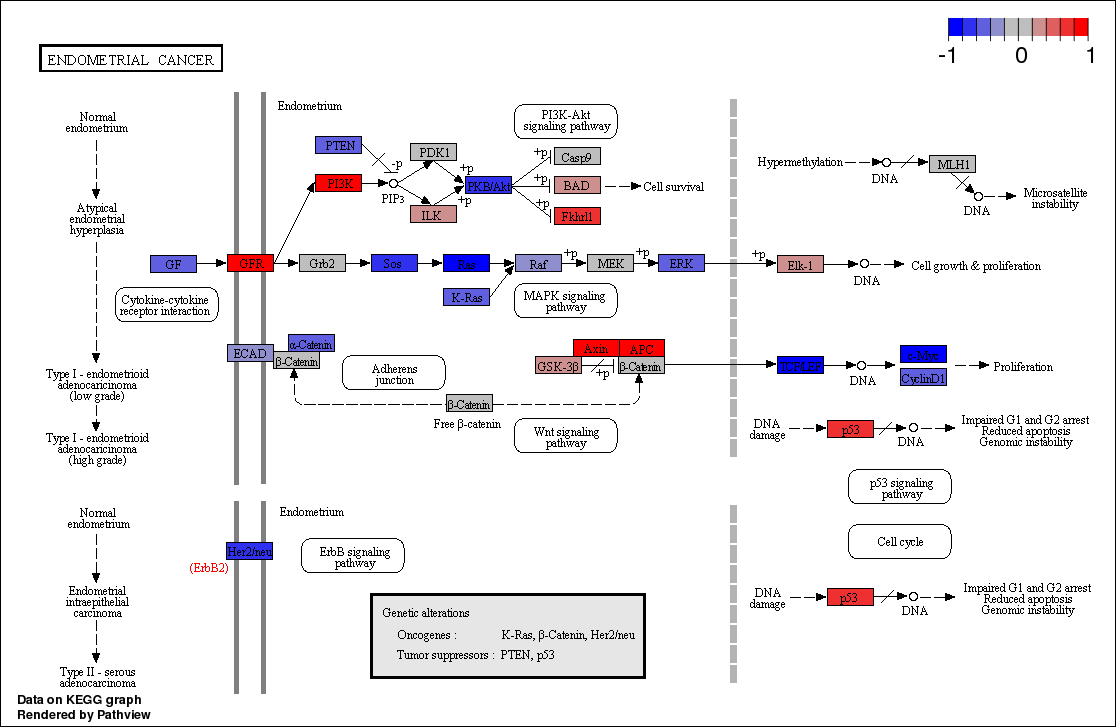 -1 0 1
ENDOMETRIAL CANCER
Normal
endometrium
Atypical
endometrial
hyperplasia
Type I - endometrioid
adenocaricinoma
(low grade)
Type I - endometrioid
adenocaricinoma
(high grade)
Endometrium
PTEN
PI3K
-p
PIP3
PDK1
ILK
+p
+p
PKB/Akt
PI3K-Akt
signaling pathway
+p
+p
+p
Casp9
BAD
Fkhrl1
Cell survival
Hypermethylation
DNA
MLH1
DNA
Microsatellite
instability
GF
GFR
Grb2
Sos
Ras
K-Ras
Raf
+p
MEK
+p
ERK
+p
Elk-1
DNA
Cell growth & proliferation
Cytokine-cytokine
receptor interaction
MAPK signaling
pathway
ECAD
α-Catenin
β-Catenin
Adherens
junction
β-Catenin
Free β-catenin
Wnt signaling
pathway
GSK-3β
+p
Axin
APC
β-Catenin
TCF/LEF
DNA
c-Myc
CyclinD1
Proliferation
DNA
damage
p53
DNA
Impaired G1 and G2 arrest
Reduced apoptosis
Genomic instability
p53 signaling
pathway
Cell cycle
Normal
endometrium
Endometrial
intraepithelial
carcinoma
Type II - serous
adenocarcinoma
Endometrium
Her2/neu
(ErbB2)
ErbB signaling
pathway
DNA
damage
p53
DNA
Impaired G1 and G2 arrest
Reduced apoptosis
Genomic instability
Genetic alterations
Oncogenes : K-Ras, β-Catenin, Her2/neu
Tumor suppressors : PTEN, p53
Data on KEGG graph
Rendered by Pathview